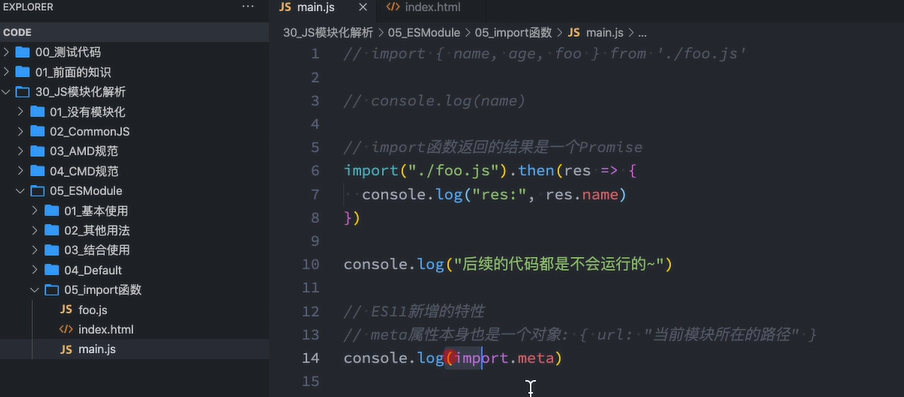 EXPLORER
···
CODE
00_测试代码
01_前面的知识
30_JS模块化解析
01_没有模块化
02_CommonJS
03_AMD规范
04_CMD规范
05_ESModule
01_基本使用
02_其他用法
03_结合使用
04_Default
05_import函数
JS foo.js
<> index.html
JS main.js
JS main.js × <> index.html
30_JS模块化解析 > 05_ESModule > 05_import函数 > JS main.js > ...
1 // import { name, age, foo } from './foo.js'
2
3 // console.log(name)
4
5 // import函数返回的结果是一个Promise
6 import("./foo.js").then(res => {
7 console.log("res:", res.name)
8 })
9
10 console.log("后续的代码都是不会运行的~")
11
12 // ES11新增的特性
13 // meta属性本身也是一个对象: { url: "当前模块所在的路径" }
14 console.log(import.meta)
15